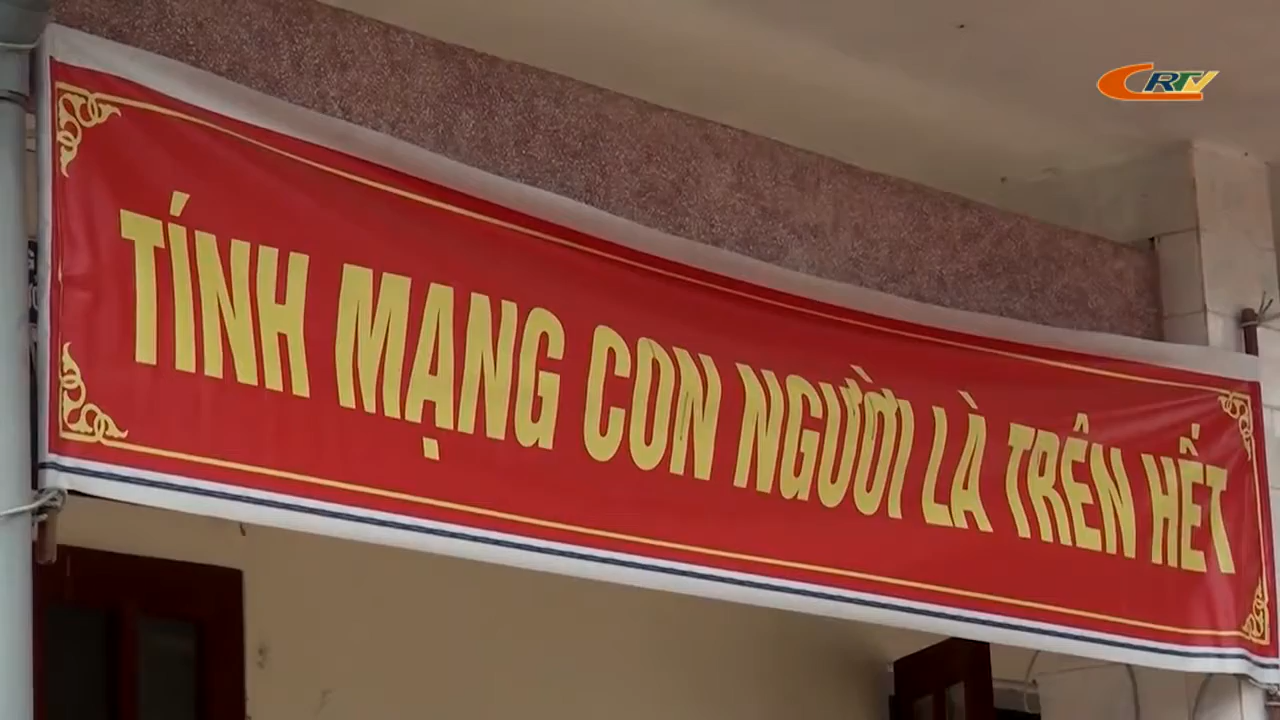 CRTV
TÍNH MẠNG CON NGƯỜI LÀ TRÊN HẾT